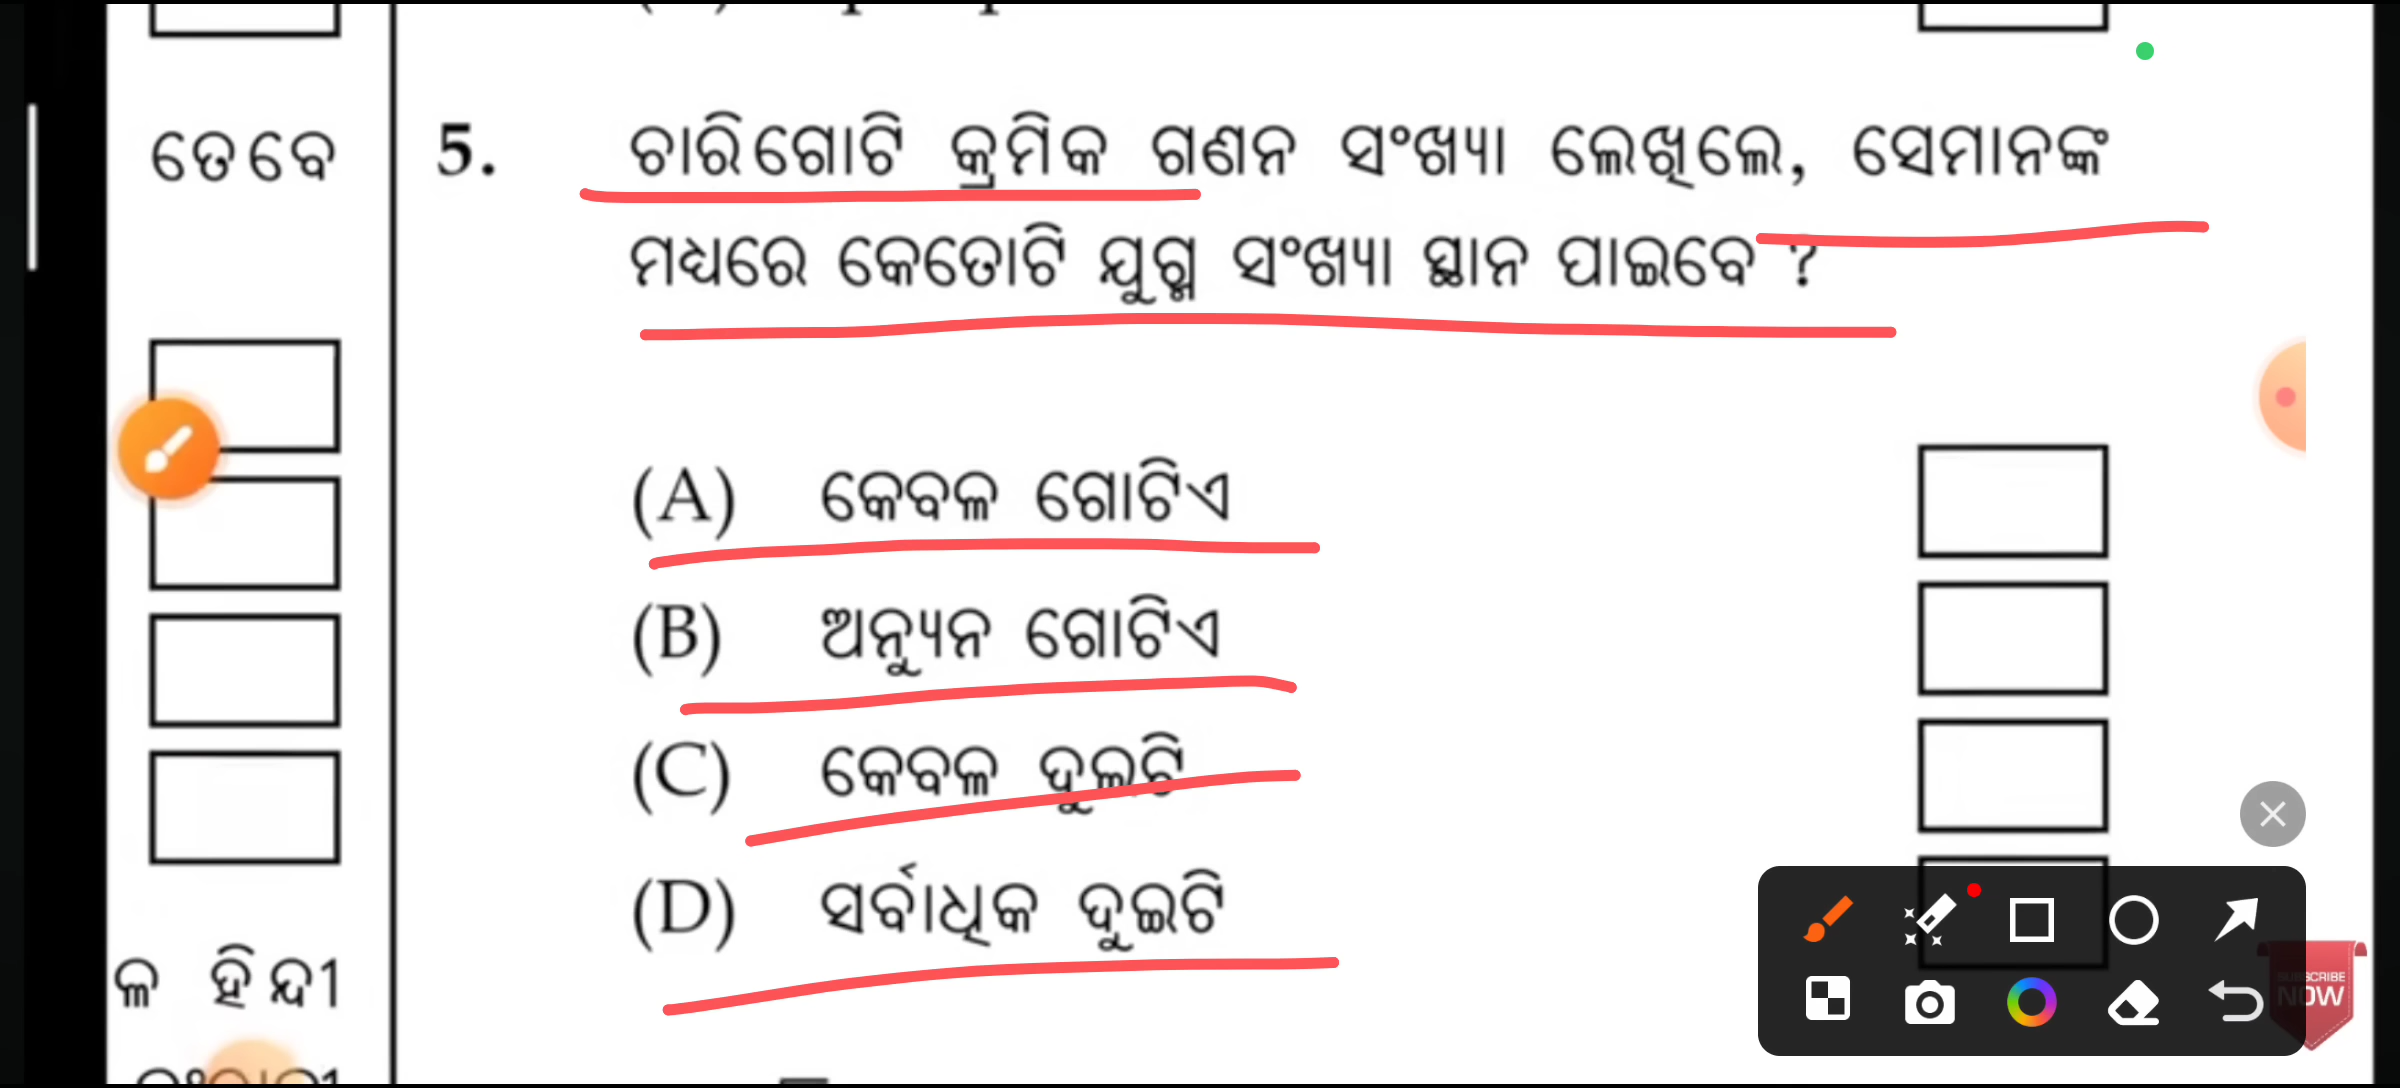 ତେବେ
5. ଚାରିଗୋଟି କ୍ରମିକ ଗଣନ ସଂଖ୍ୟା ଲେଖିଲେ, ସେମାନଙ୍କ
ମଧ୍ୟରେ କେତୋଟି ଯୁଗ୍ମ ସଂଖ୍ୟା ସ୍ଥାନ ପାଇବେ ?
(A) କେବଳ ଗୋଟିଏ
(B) ଅନ୍ୟୁନ ଗୋଟିଏ
(C) କେବଳ ଦୁଇଟି
(D) ସର୍ବାଧିକ ଦୁଇଟି
ଳ ହିନ୍ଦୀ
SUBSCRIBE
NOW